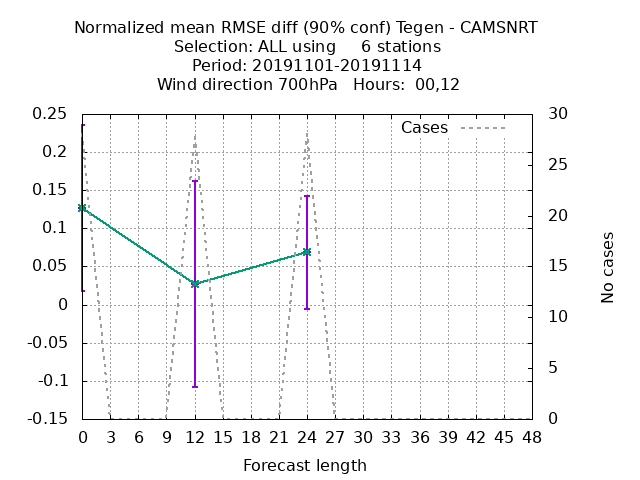 Normalized mean RMSE diff (90% conf) Tegen - CAMSNRT
Selection: ALL using     6 stations
Period: 20191101-20191114
Wind direction 700hPa   Hours:  00,12
Cases
0.25
0.2
0.15
0.1
0.05
0
-0.05
-0.1
-0.15
30
25
20
15
10
5
0
No cases
0 3 6 9 12 15 18 21 24 27 30 33 36 39 42 45 48
Forecast length